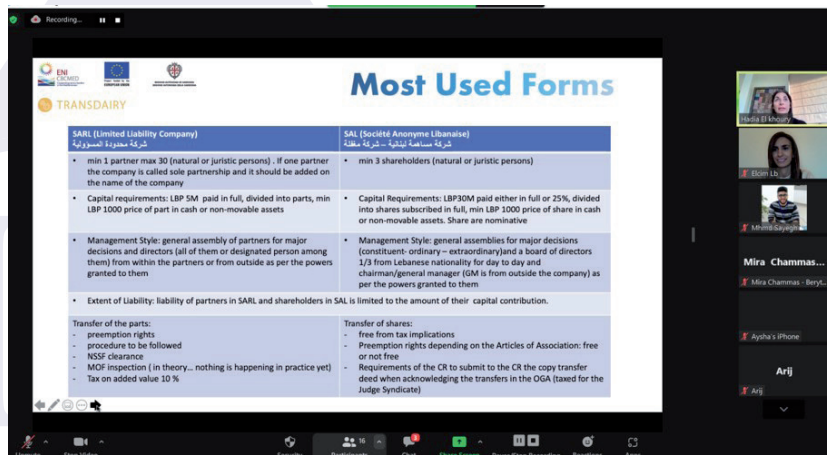 Recording...
ENI
CBCMED
EUROPEAN UNION
TRANSDAIRY
Most Used Forms
SARL (Limited Liability Company)
شركة محدودة المسؤولية
SAL (Société Anonyme Libanaise)
شركة مساهمة لبنانية – شركة مغفلة
• min 1 partner max 30 (natural or juristic persons) . If one partner
the company is called sole partnership and it should be added on
the name of the company
• min 3 shareholders (natural or juristic persons)
• Capital requirements: LBP 5M paid in full, divided into parts, min
LBP 1000 price of part in cash or non-movable assets
• Capital Requirements: LBP30M paid either in full or 25%, divided
into shares subscribed in full, min LBP 1000 price of share in cash
or non-movable assets. Share are nominative
• Management Style: general assembly of partners for major
decisions and directors (all of them or designated person among
them) from within the partners or from outside as per the powers
granted to them
• Management Style: general assemblies for major decisions
(constituent- ordinary – extraordinary)and a board of directors
1/3 from Lebanese nationality for day to day and
chairman/general manager (GM is from outside the company) as
per the powers granted to them
• Extent of Liability: liability of partners in SARL and shareholders in SAL is limited to the amount of their capital contribution.
Transfer of the parts:
- preemption rights
- procedure to be followed
- NSSF clearance
- MOF inspection ( in theory... nothing is happening in practice yet)
- Tax on added value 10 %
Transfer of shares:
- free from tax implications
- Preemption rights depending on the Articles of Association: free
or not free
- Requirements of the CR to submit to the CR the copy transfer
deed when acknowledging the transfers in the OGA (taxed for the
Judge Syndicate)
Hadia El khoury
Elcim Lb
Mhmd Sayegh
Mira Chammas...
Mira Chammas - Beryt...
Aysha's iPhone
Arij
Arij
16
3